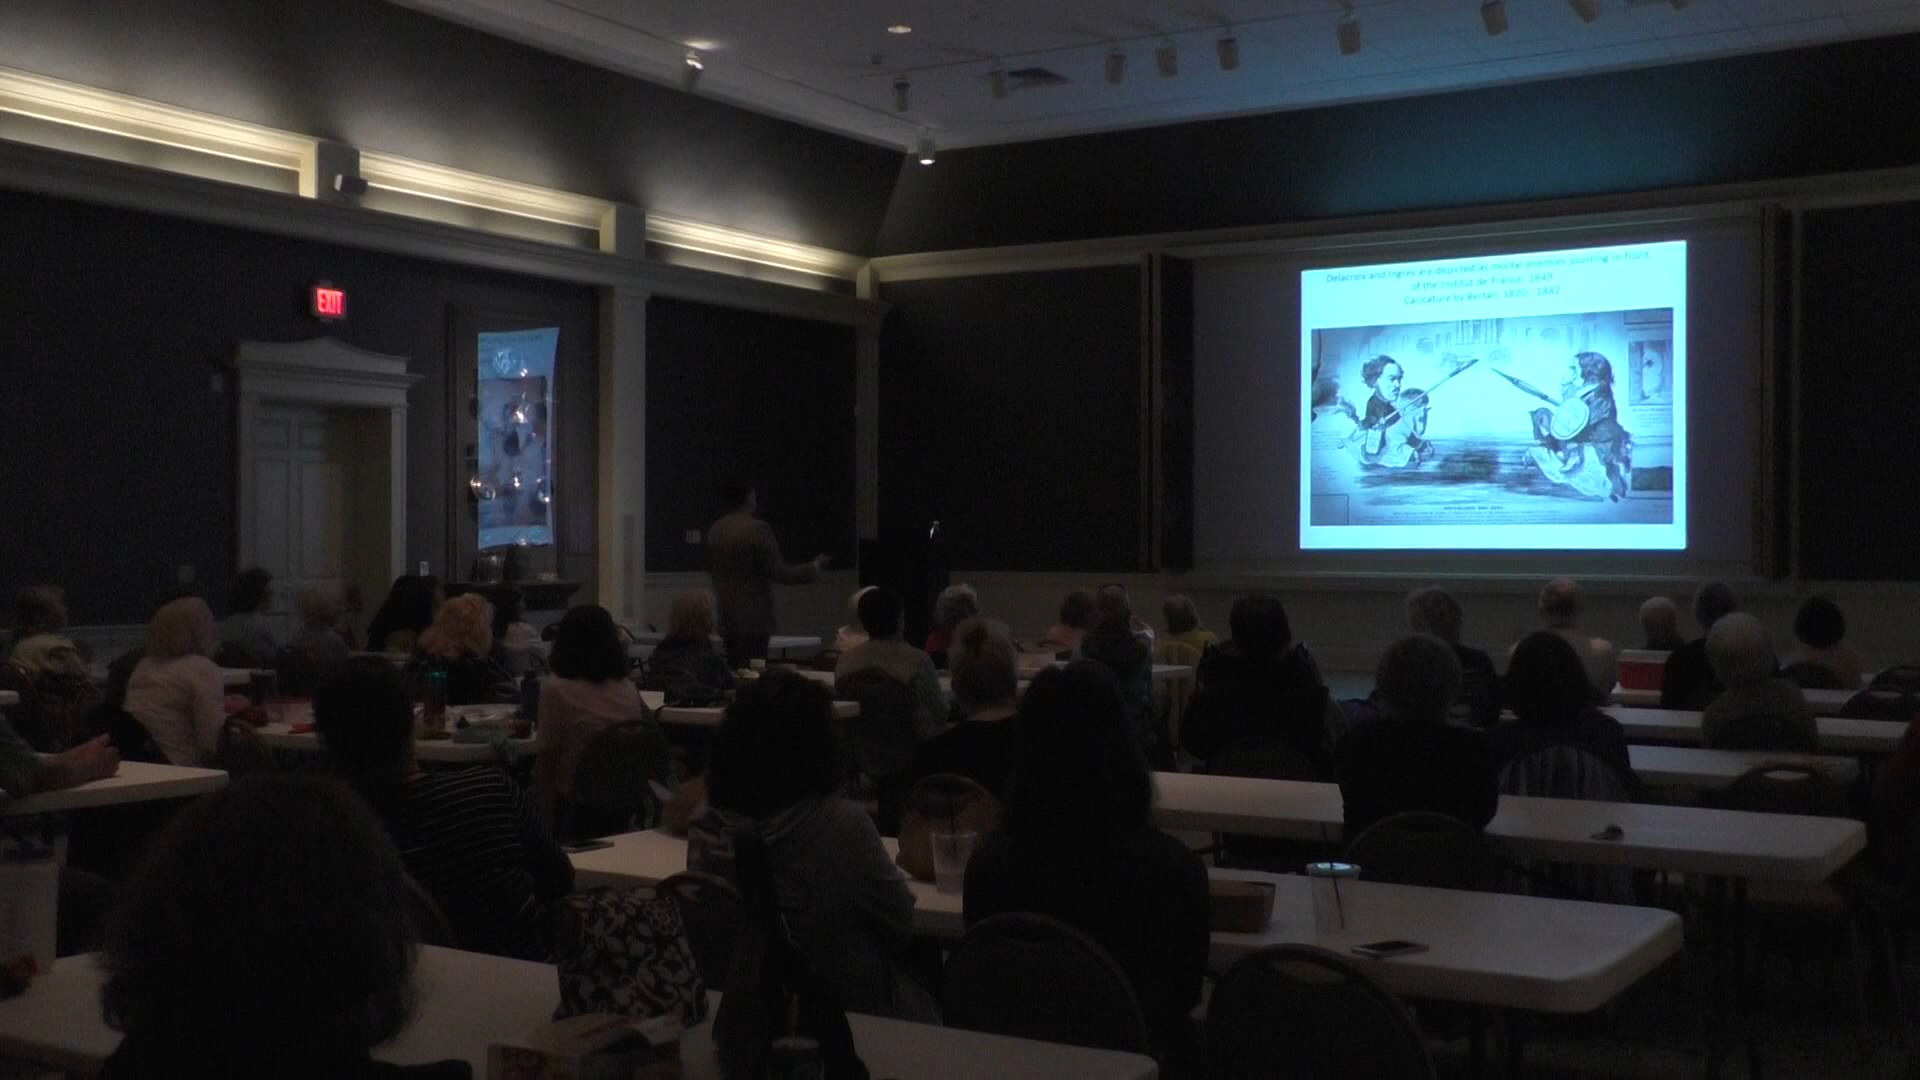 EXIT
Delacroix and Ingres are depicted as mortal enemies jousting in front
of the Institut de France, 1849
Caricature by Bertall, 1820 - 1882